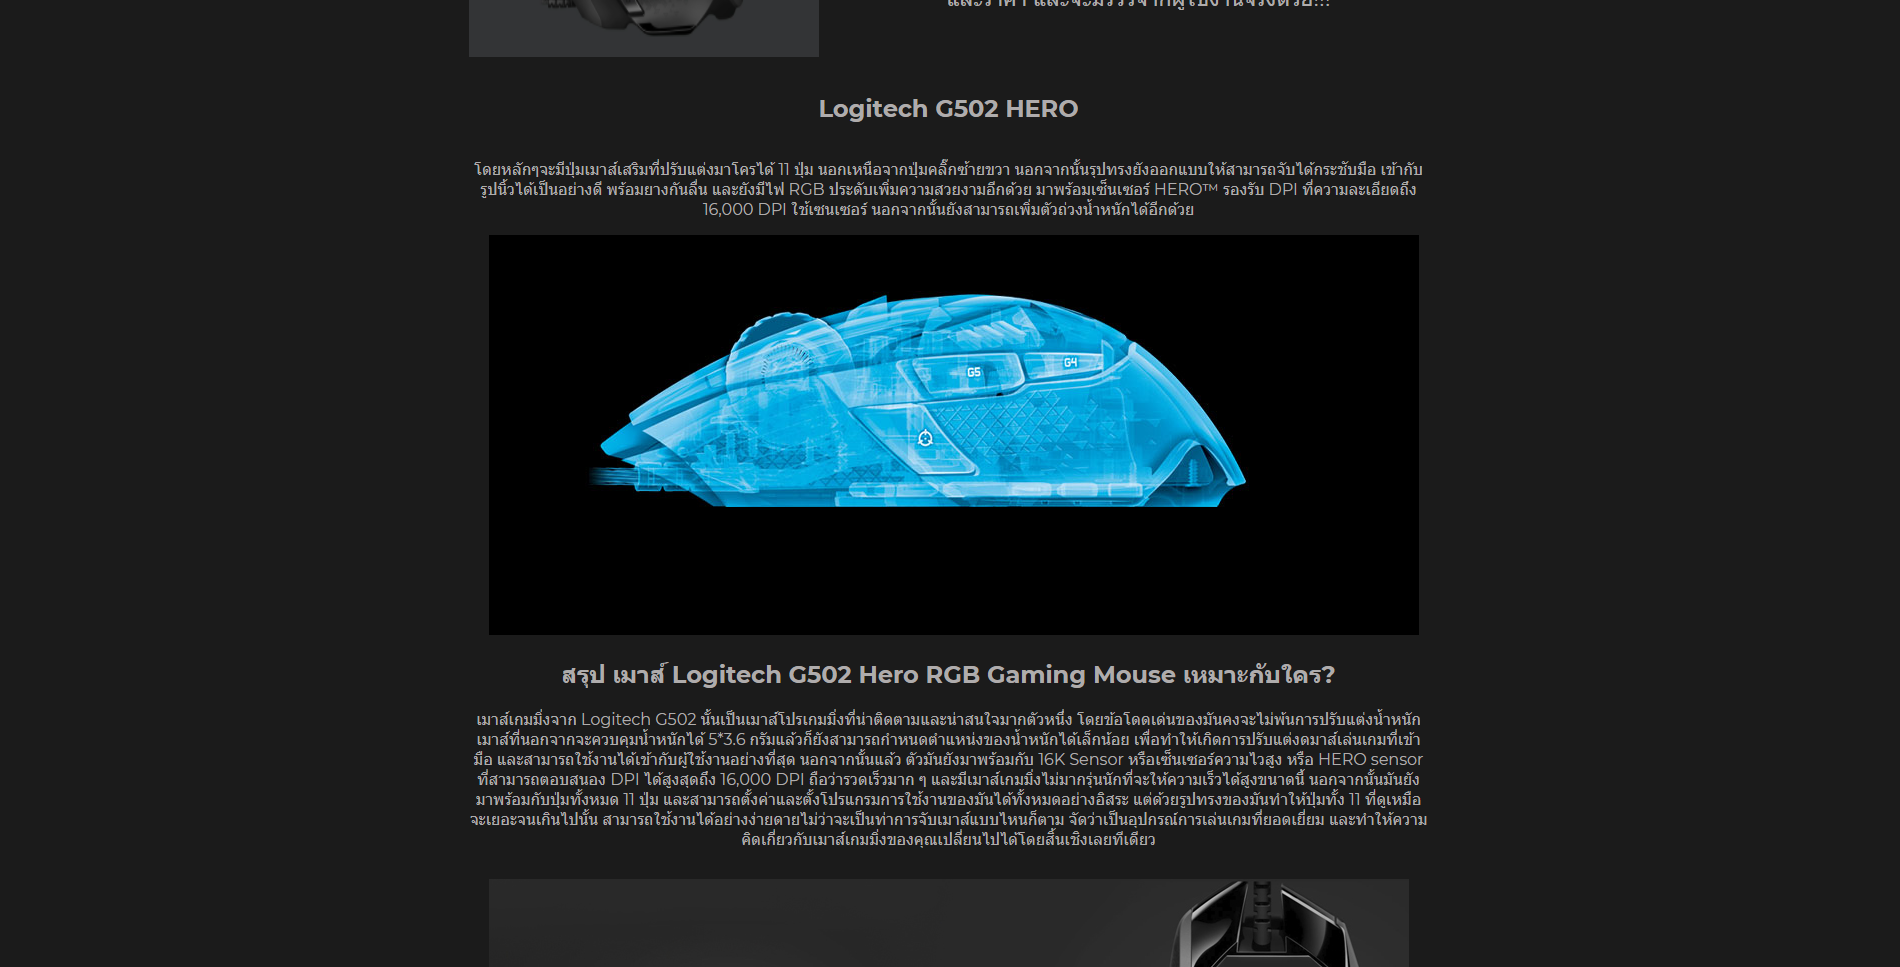 และราคา และจะมีรีวิวจากผู้ใช้งานจริงด้วย!!!
Logitech G502 HERO
โดยหลักๆจะมีปุ่มเมาส์เสริมที่ปรับแต่งมาโครได้ 11 ปุ่ม นอกเหนือจากปุ่มคลิ๊กซ้ายขวา นอกจากนั้นรูปทรงยังออกแบบให้สามารถจับได้กระชับมือ เข้ากับ
รูปนิ้วได้เป็นอย่างดี พร้อมยางกันลื่น และยังมีไฟ RGB ประดับเพิ่มความสวยงามอีกด้วย มาพร้อมเซ็นเซอร์ HERO™ รองรับ DPI ที่ความละเอียดถึง
16,000 DPI ใช้เซนเซอร์ นอกจากนั้นยังสามารถเพิ่มตัวถ่วงน้ำหนักได้อีกด้วย
G5
G4
สรุป เมาส์ Logitech G502 Hero RGB Gaming Mouse เหมาะกับใคร?
เมาส์เกมมิ่งจาก Logitech G502 นั้นเป็นเมาส์โปรเกมมิ่งที่น่าติดตามและน่าสนใจมากตัวหนึ่ง โดยข้อโดดเด่นของมันคงจะไม่พ้นการปรับแต่งน้ำหนัก
เมาส์ที่นอกจากจะควบคุมน้ำหนักได้ 5*3.6 กรัมแล้วก็ยังสามารถกำหนดตำแหน่งของน้ำหนักได้เล็กน้อย เพื่อทำให้เกิดการปรับแต่งดมาส์เล่นเกมที่เข้า
มือ และสามารถใช้งานได้เข้ากับผู้ใช้งานอย่างที่สุด นอกจากนั้นแล้ว ตัวมันยังมาพร้อมกับ 16K Sensor หรือเซ็นเซอร์ความไวสูง หรือ HERO sensor
ที่สามารถตอบสนอง DPI ได้สูงสุดถึง 16,000 DPI ถือว่ารวดเร็วมาก ๆ และมีเมาส์เกมมิ่งไม่มากรุ่นนักที่จะให้ความเร็วได้สูงขนาดนี้ นอกจากนั้นมันยัง
มาพร้อมกับปุ่มทั้งหมด 11 ปุ่ม และสามารถตั้งค่าและตั้งโปรแกรมการใช้งานของมันได้ทั้งหมดอย่างอิสระ แต่ด้วยรูปทรงของมันทำให้ปุ่มทั้ง 11 ที่ดูเหมือ
จะเยอะจนเกินไปนั้น สามารถใช้งานได้อย่างง่ายดายไม่ว่าจะเป็นท่าการจับเมาส์แบบไหนก็ตาม จัดว่าเป็นอุปกรณ์การเล่นเกมที่ยอดเยี่ยม และทำให้ความ
คิดเกี่ยวกับเมาส์เกมมิ่งของคุณเปลี่ยนไปได้โดยสิ้นเชิงเลยทีเดียว